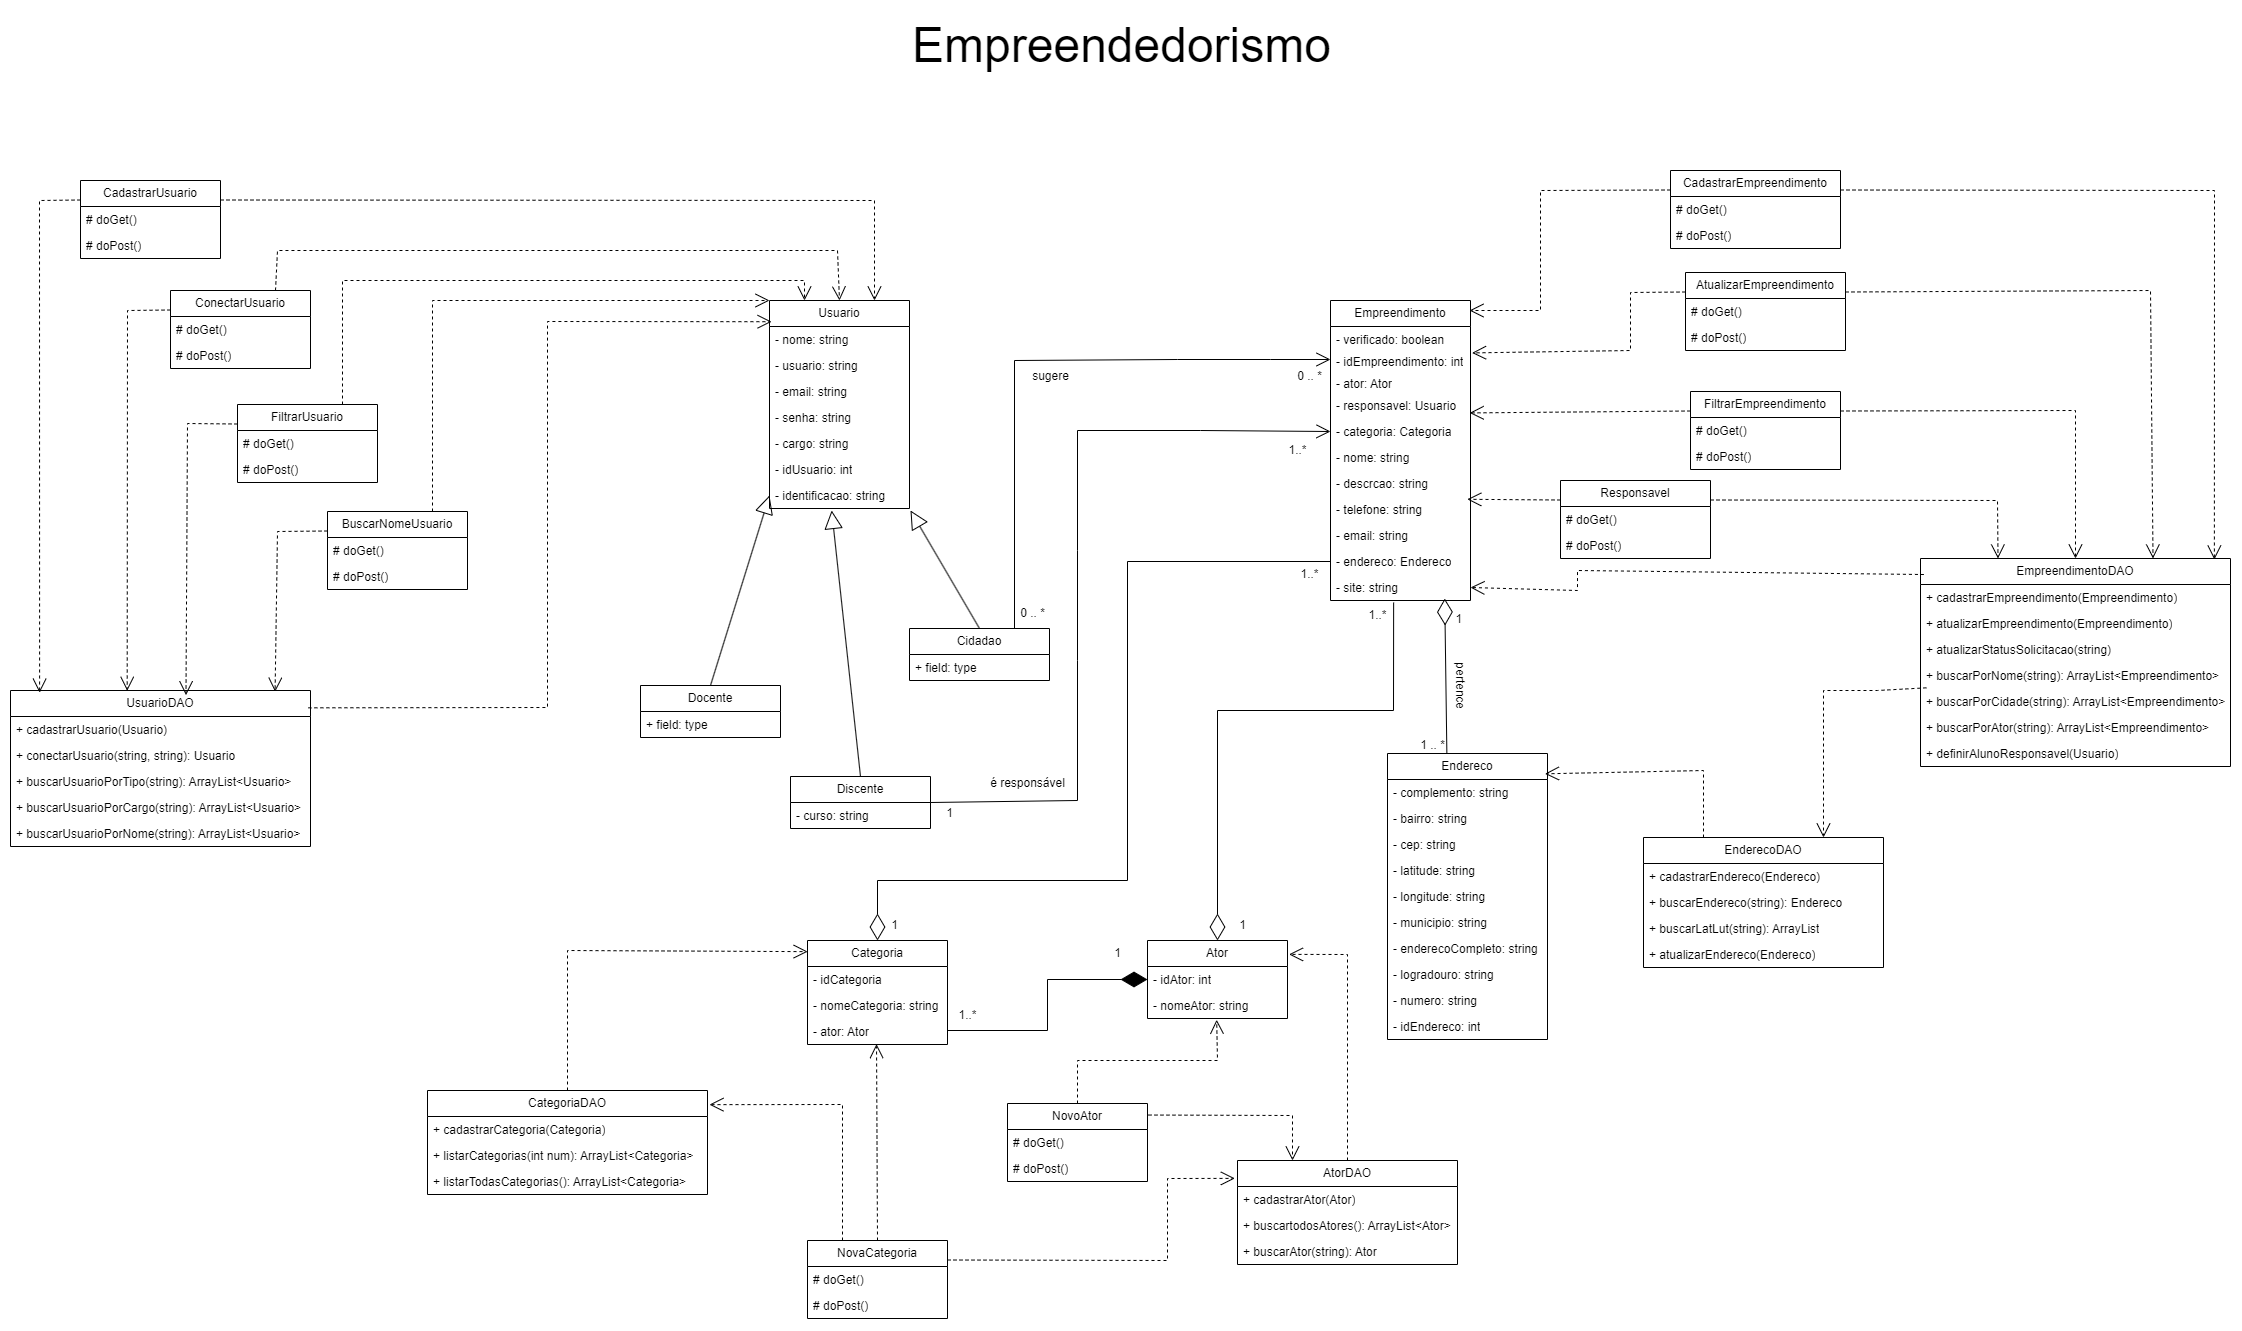 Empreendedorismo
CadastrarUsuario
# doGet()
# doPost()
ConectarUsuario
# doGet()
# doPost()
FiltrarUsuario
# doGet()
# doPost()
BuscarNomeUsuario
# doGet()
# doPost()
UsuarioDAO
+ cadastrarUsuario(Usuario)
+ conectarUsuario(string, string): Usuario
+ buscarUsuarioPorTipo(string): ArrayList<Usuario>
+ buscarUsuarioPorCargo(string): ArrayList<Usuario>
+ buscarUsuarioPorNome(string): ArrayList<Usuario>
Usuario
- nome: string
- usuario: string
- email: string
- senha: string
- cargo: string
- idUsuario: int
- identificacao: string
Docente
+ field: type
Discente
- curso: string
Cidadao
+ field: type
sugere
0 .. *
0 .. *
é responsável
1
1..*
Empreendimento
- verificado: boolean
- idEmpreendimento: int
- ator: Ator
- responsavel: Usuario
- categoria: Categoria
- nome: string
- descrcao: string
- telefone: string
- email: string
- endereco: Endereco
- site: string
1..*
1..*
1
pertence
1 .. *
CadastrarEmpreendimento
# doGet()
# doPost()
AtualizarEmpreendimento
# doGet()
# doPost()
FiltrarEmpreendimento
# doGet()
# doPost()
Responsavel
# doGet()
# doPost()
EmpreendimentoDAO
+ cadastrarEmpreendimento(Empreendimento)
+ atualizarEmpreendimento(Empreendimento)
+ atualizarStatusSolicitacao(string)
+ buscarPorNome(string): ArrayList<Empreendimento>
+ buscarPorCidade(string): ArrayList<Empreendimento>
+ buscarPorAtor(string): ArrayList<Empreendimento>
+ definirAlunoResponsavel(Usuario)
Endereco
- complemento: string
- bairro: string
- cep: string
- latitude: string
- longitude: string
- municipio: string
- enderecoCompleto: string
- logradouro: string
- numero: string
- idEndereco: int
EnderecoDAO
+ cadastrarEndereco(Endereco)
+ buscarEndereco(string): Endereco
+ buscarLatLut(string): ArrayList
+ atualizarEndereco(Endereco)
1
Categoria
- idCategoria
- nomeCategoria: string
- ator: Ator
1..*
1
1
Ator
- idAtor: int
- nomeAtor: string
CategoriaDAO
+ cadastrarCategoria(Categoria)
+ listarCategorias(int num): ArrayList<Categoria>
+ listarTodasCategorias(): ArrayList<Categoria>
NovoAtor
# doGet()
# doPost()
AtorDAO
+ cadastrarAtor(Ator)
+ buscartodosAtores(): ArrayList<Ator>
+ buscarAtor(string): Ator
NovaCategoria
# doGet()
# doPost()